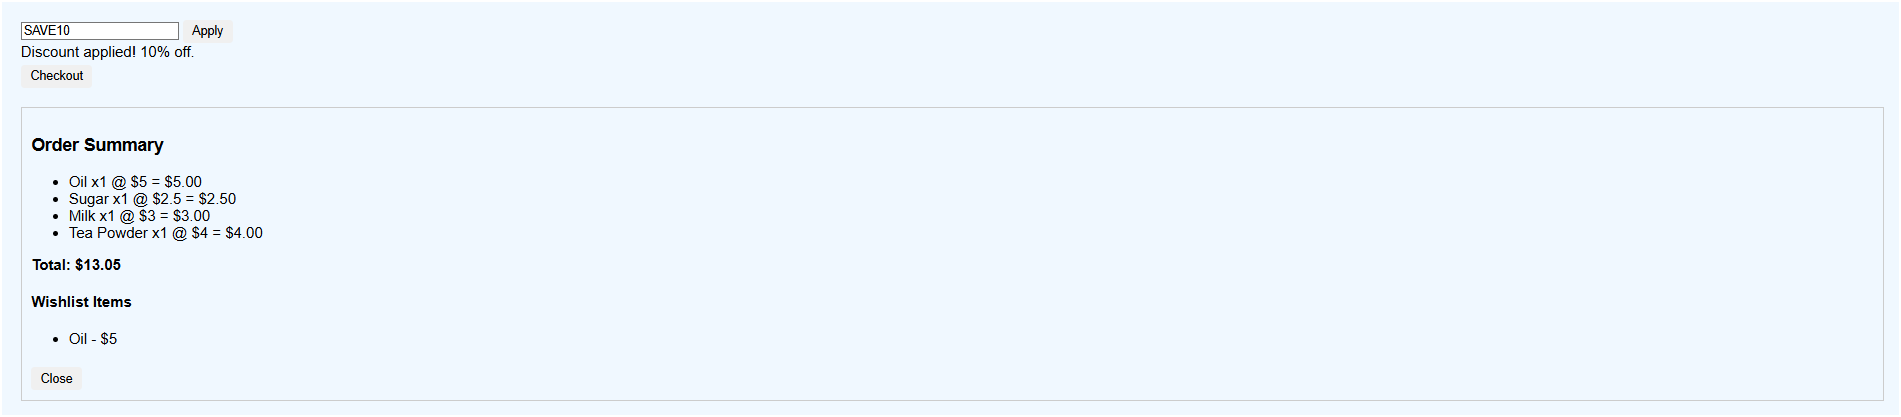 SAVE10 Apply
Discount applied! 10% off.
Checkout
Order Summary
• Oil x1 @ $5 = $5.00
• Sugar x1 @ $2.5 = $2.50
• Milk x1 @ $3 = $3.00
• Tea Powder x1 @ $4 = $4.00
Total: $13.05
Wishlist Items
• Oil - $5
Close